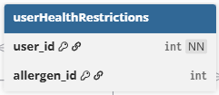 userHealthRestrictions
user_id int NN
allergen_id int